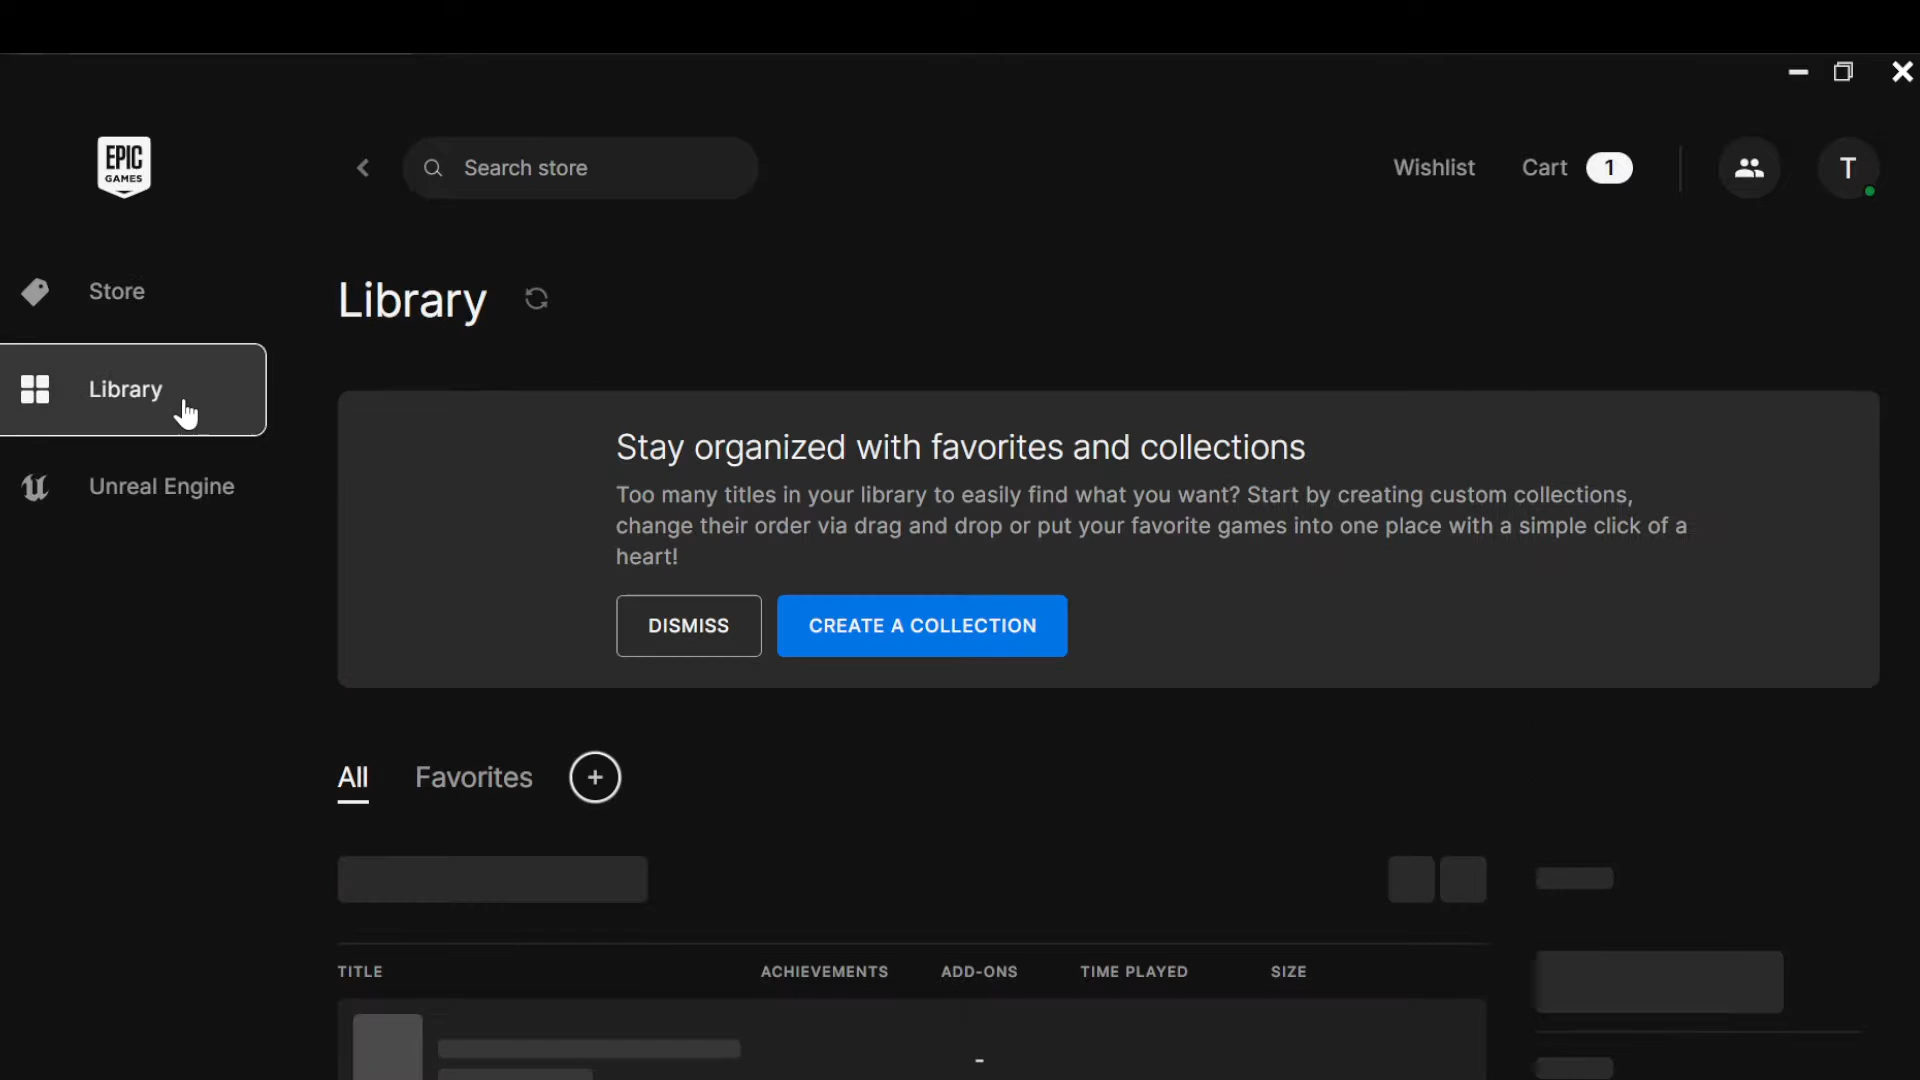 EPIC
GAMES
Search store
Wishlist
Cart
1
T
Store
Library
Unreal Engine
Library
Stay organized with favorites and collections
Too many titles in your library to easily find what you want? Start by creating custom collections,
change their order via drag and drop or put your favorite games into one place with a simple click of a
heart!
DISMISS
CREATE A COLLECTION
All
Favorites
+
TITLE
ACHIEVEMENTS
ADD-ONS
TIME PLAYED
SIZE
-